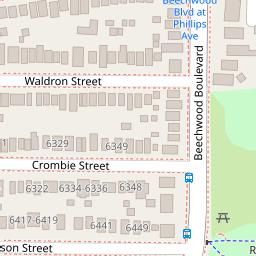 Beechwood
Blvd at
Phillips
Ave
Waldron Street
Beechwood Boulevard
6329
6349
Crombie Street
6322
6334-6336
6348
6417-6419
6441
6449
son Street
R